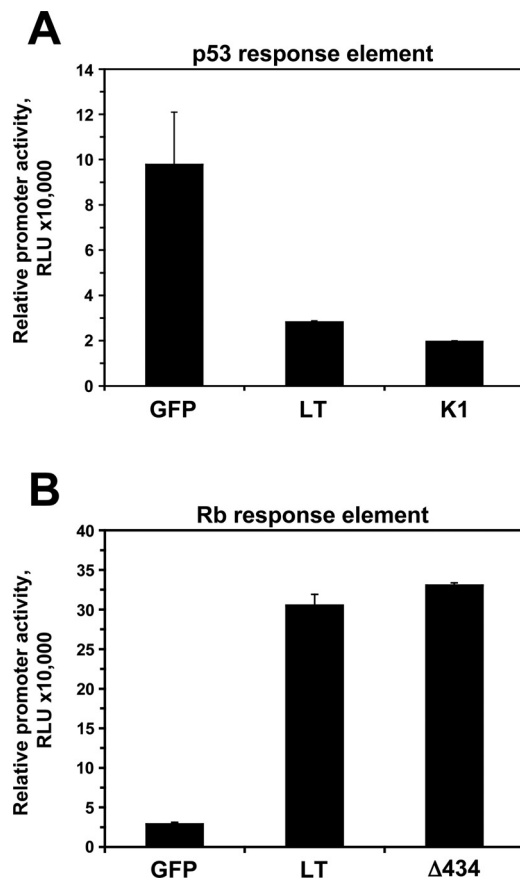 A
p53 response element
Relative promoter activity,
RLU x10,000
14
12
10
8
6
4
2
0
GFP LT K1
B
Rb response element
Relative promoter activity,
RLU x10,000
40
35
30
25
20
15
10
5
0
GFP LT Δ434